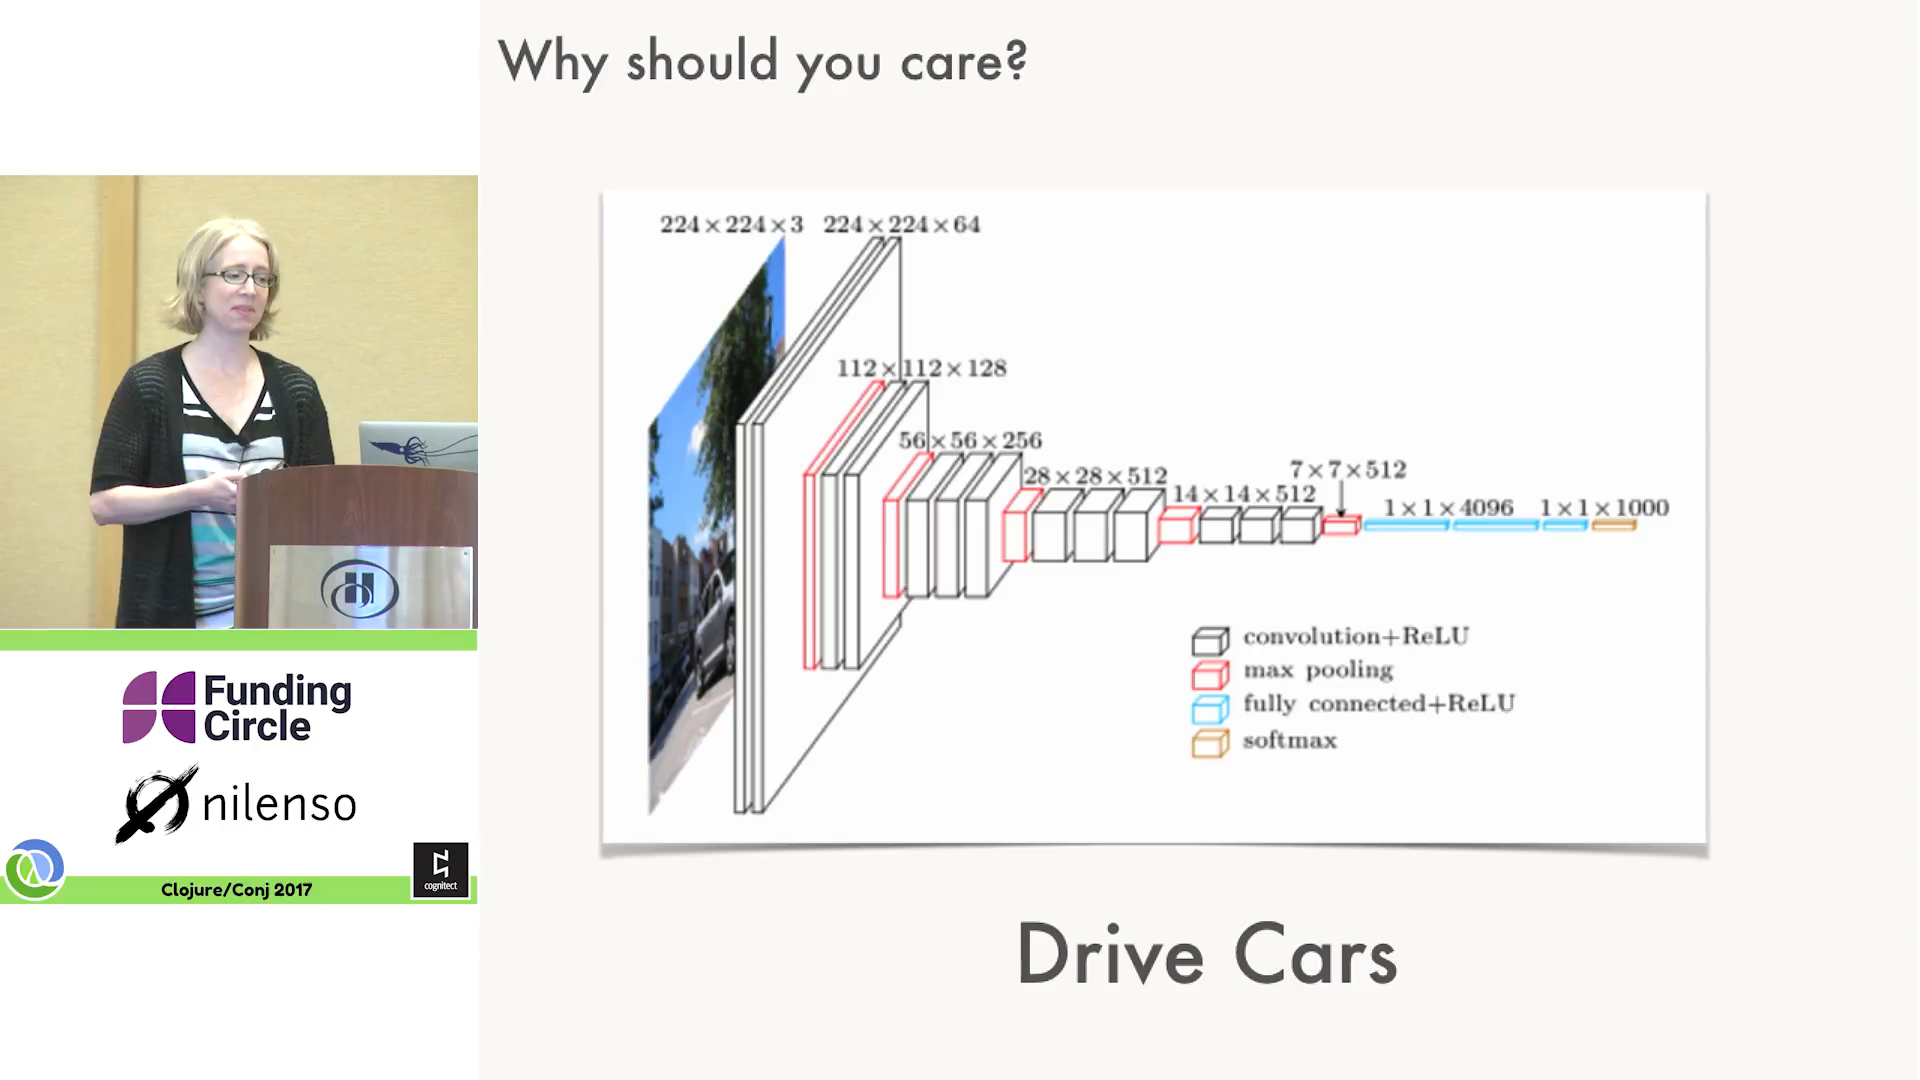 Why should you care?
224×224×3 224×224×64
112×112×128
56×56×256
28×28×512
14×14×512
7×7×512
1×1×4096 1×1×1000
convolution+ReLU
max pooling
fully connected+ReLU
softmax
Drive Cars
Funding
Circle
nilenso
cognitect
Clojure/Conj 2017